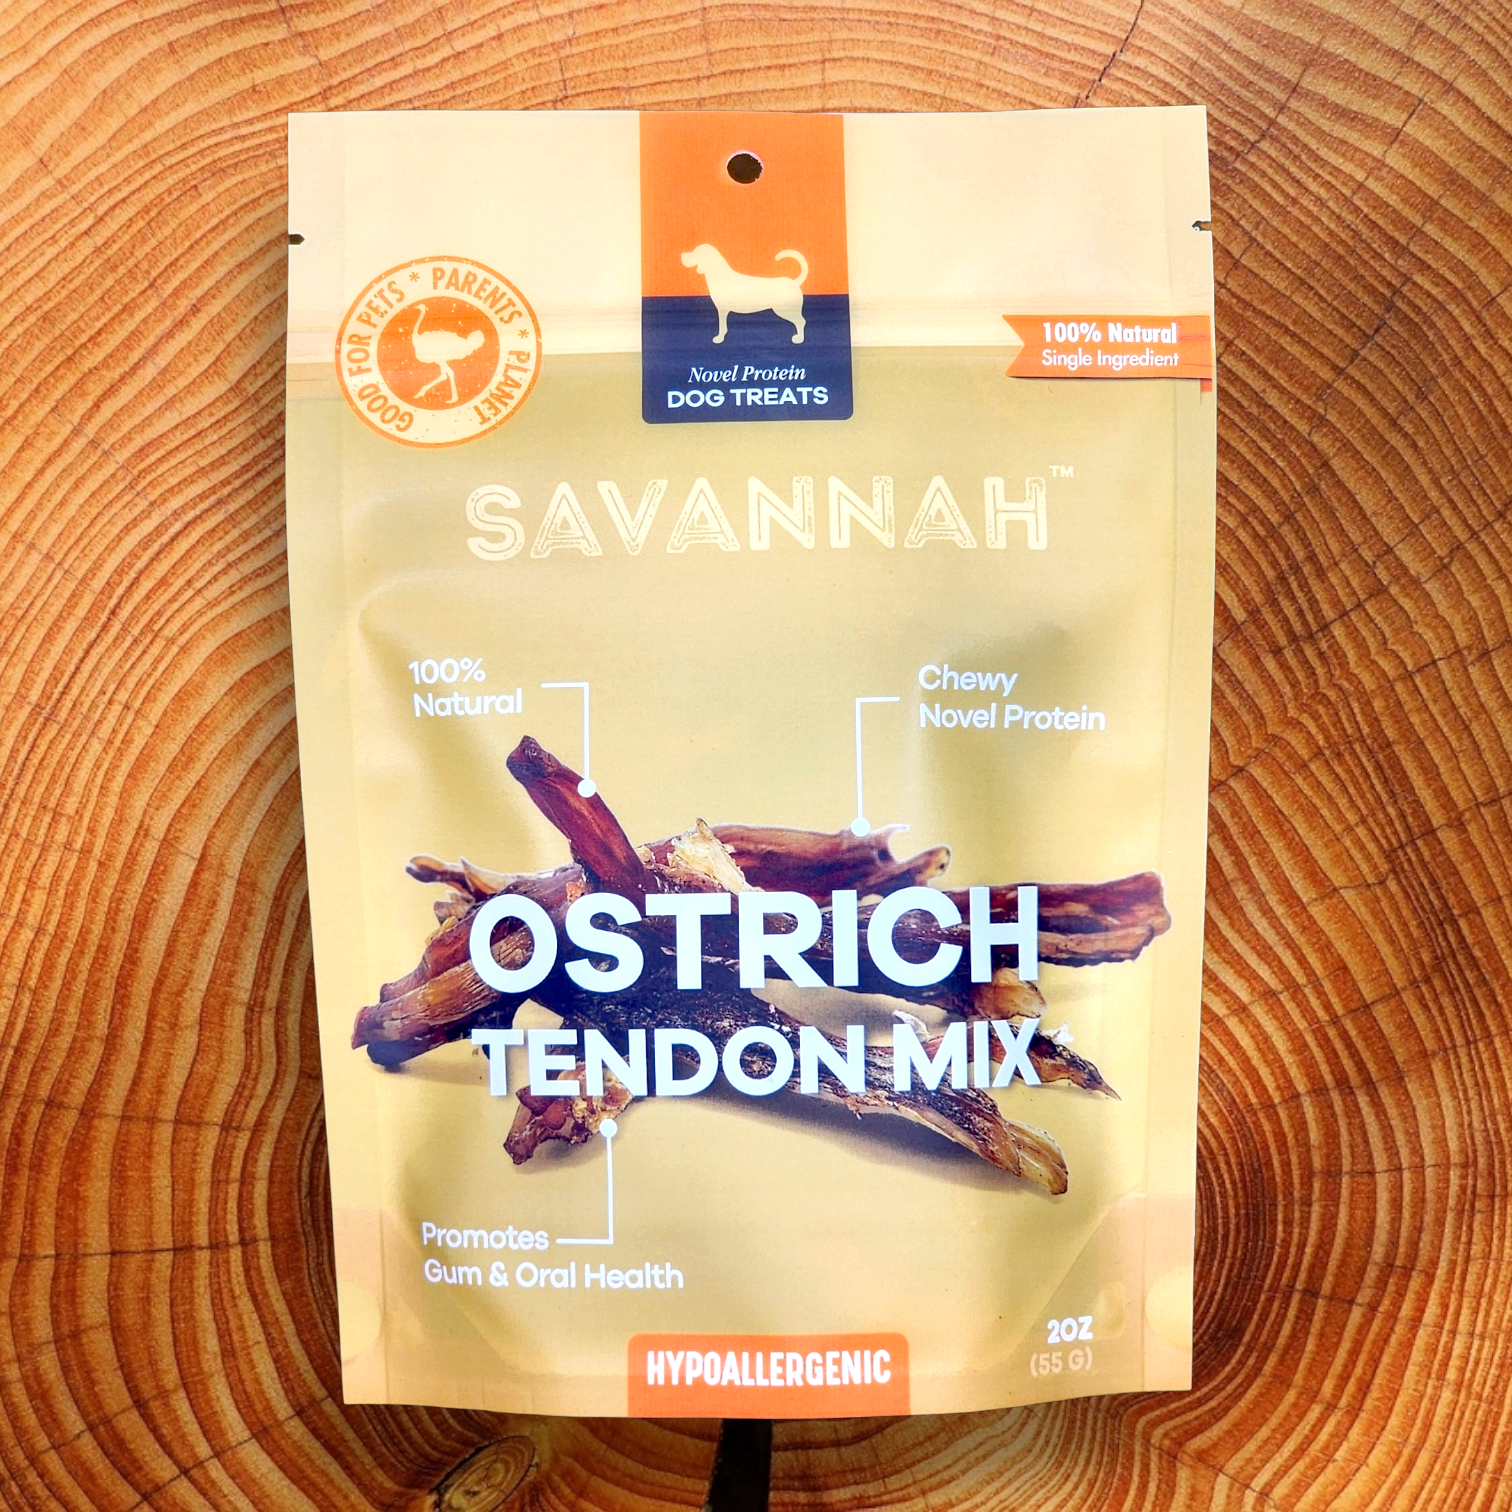 GOOD FOR PETS * PARENTS * PLANET
Novel Protein
DOG TREATS
100% Natural
Single Ingredient
SAVANNAH™
100%
Natural
Chewy
Novel Protein
OSTRICH
TENDON MIX
Promotes
Gum & Oral Health
2OZ
(55 G)
HYPOALLERGENIC